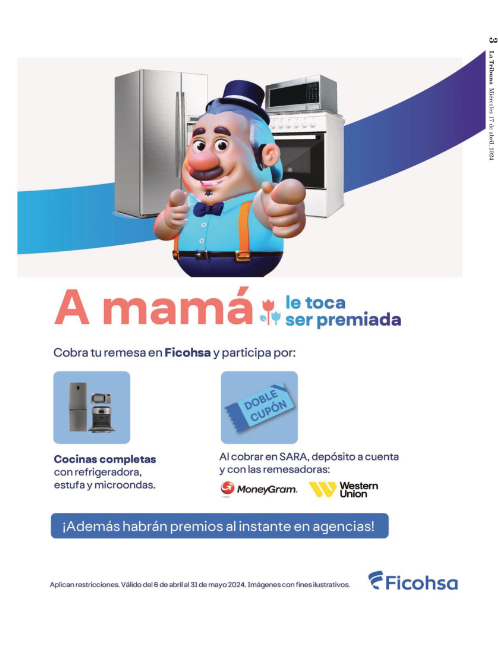 3
La Tribuna Miércoles 17 de abril, 2024
A mamá le toca
ser premiada
Cobra tu remesa en Ficohsa y participa por:
Cocinas completas
con refrigeradora,
estufa y microondas.
DOBLE
CUPÓN
Al cobrar en SARA, depósito a cuenta
y con las remesadoras:
MoneyGram.
Western
Union
¡Además habrán premios al instante en agencias!
Aplican restricciones. Válido del 6 de abril al 31 de mayo 2024. Imágenes con fines ilustrativos.
Ficohsa